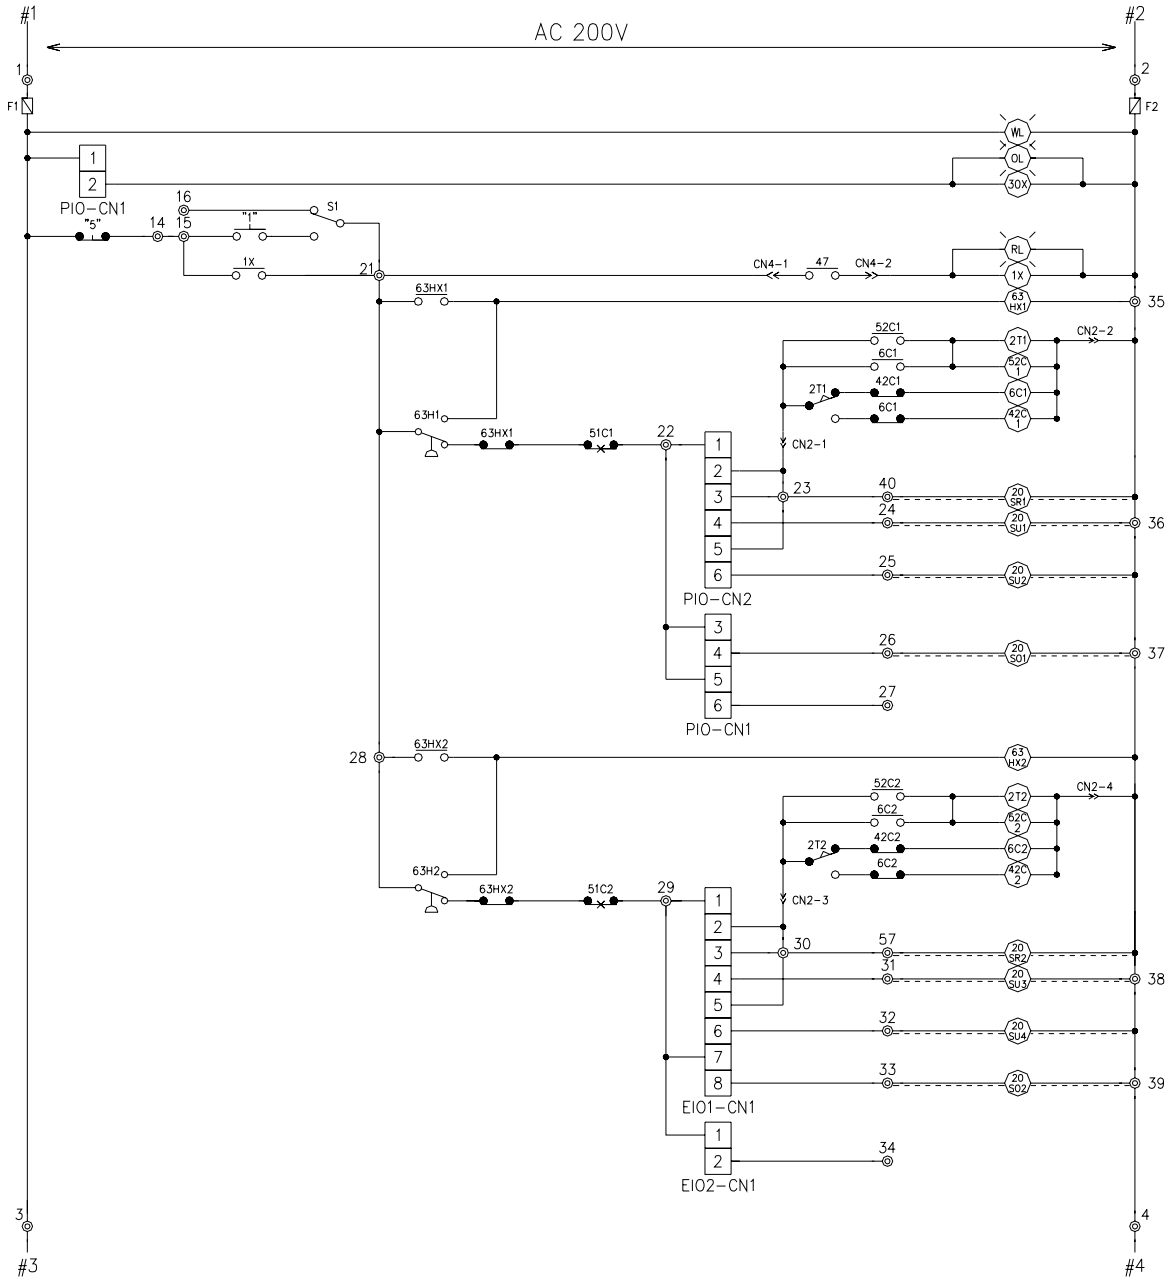 #1
#2
AC 200V
1
2
F1
F2
WL
1
OL
2
30X
PIO-CN1
16
S1
"5"
14
15
"1"
RL
1X
21
CN4-1
47
CN4-2
1X
63HX1
63
HX1
35
52C1
2T1
CN2-2
6C1
52C
1
2T1
42C1
6C1
6C1
42C
1
63H1
63HX1
51C1
22
1
CN2-1
2
3
23
40
20
SR1
4
24
20
SU1
36
5
6
25
20
SU2
PIO-CN2
3
4
26
20
SO1
37
5
6
27
PIO-CN1
28
63HX2
63
HX2
52C2
2T2
CN2-4
6C2
52C
2
2T2
42C2
6C2
6C2
42C
2
63H2
63HX2
51C2
29
1
CN2-3
2
3
30
57
20
SR2
4
31
20
SU3
38
5
6
32
20
SU4
7
8
33
20
SO2
39
EIO1-CN1
1
2
34
EIO2-CN1
3
4
#3
#4